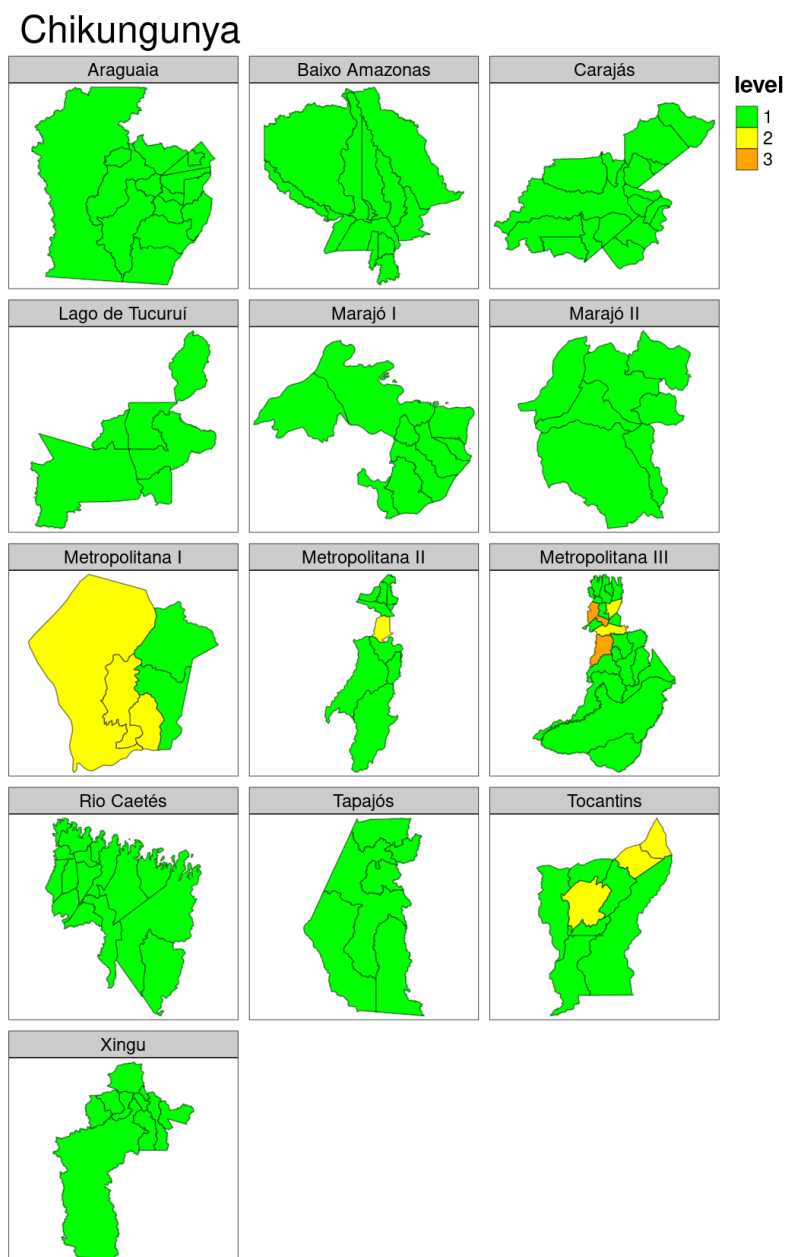 Chikungunya
Araguaia
Baixo Amazonas
Carajás
level
1
2
3
Lago de Tucuruí
Marajó I
Marajó II
Metropolitana I
Metropolitana II
Metropolitana III
Rio Caetés
Tapajós
Tocantins
Xingu